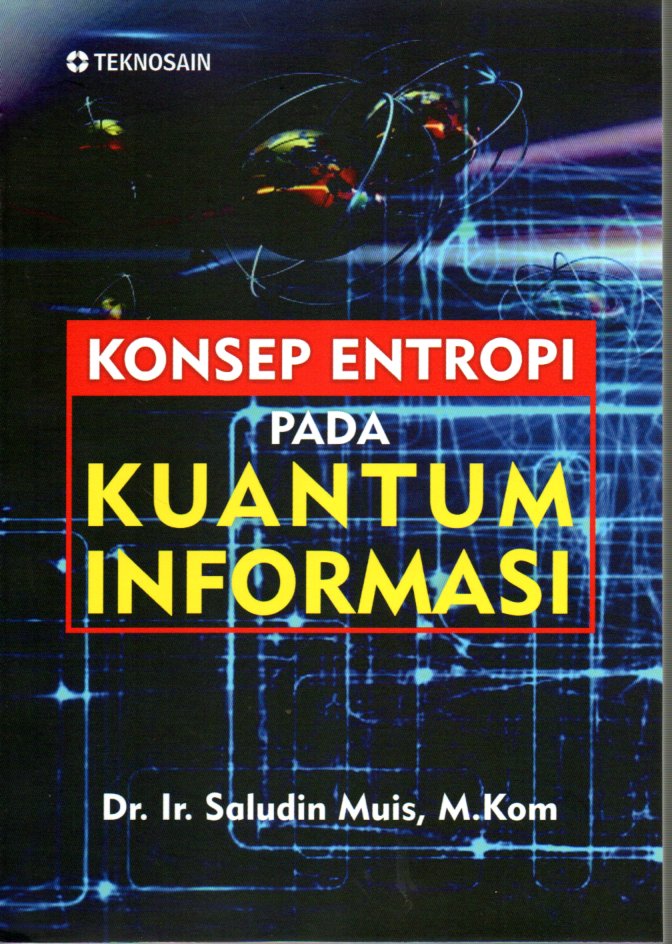 TEKNOSAIN
KONSEP ENTROPI
PADA
KUANTUM
INFORMASI
Dr. Ir. Saludin Muis, M.Kom